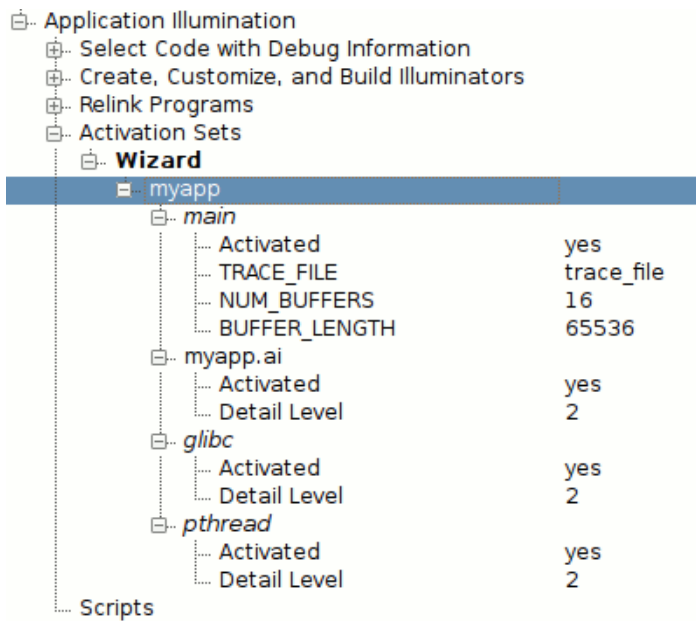 Application Illumination
Select Code with Debug Information
Create, Customize, and Build Illuminators
Relink Programs
Activation Sets
Wizard
myapp
main
Activated yes
TRACE_FILE trace_file
NUM_BUFFERS 16
BUFFER_LENGTH 65536
myapp.ai
Activated yes
Detail Level 2
glibc
Activated yes
Detail Level 2
pthread
Activated yes
Detail Level 2
Scripts